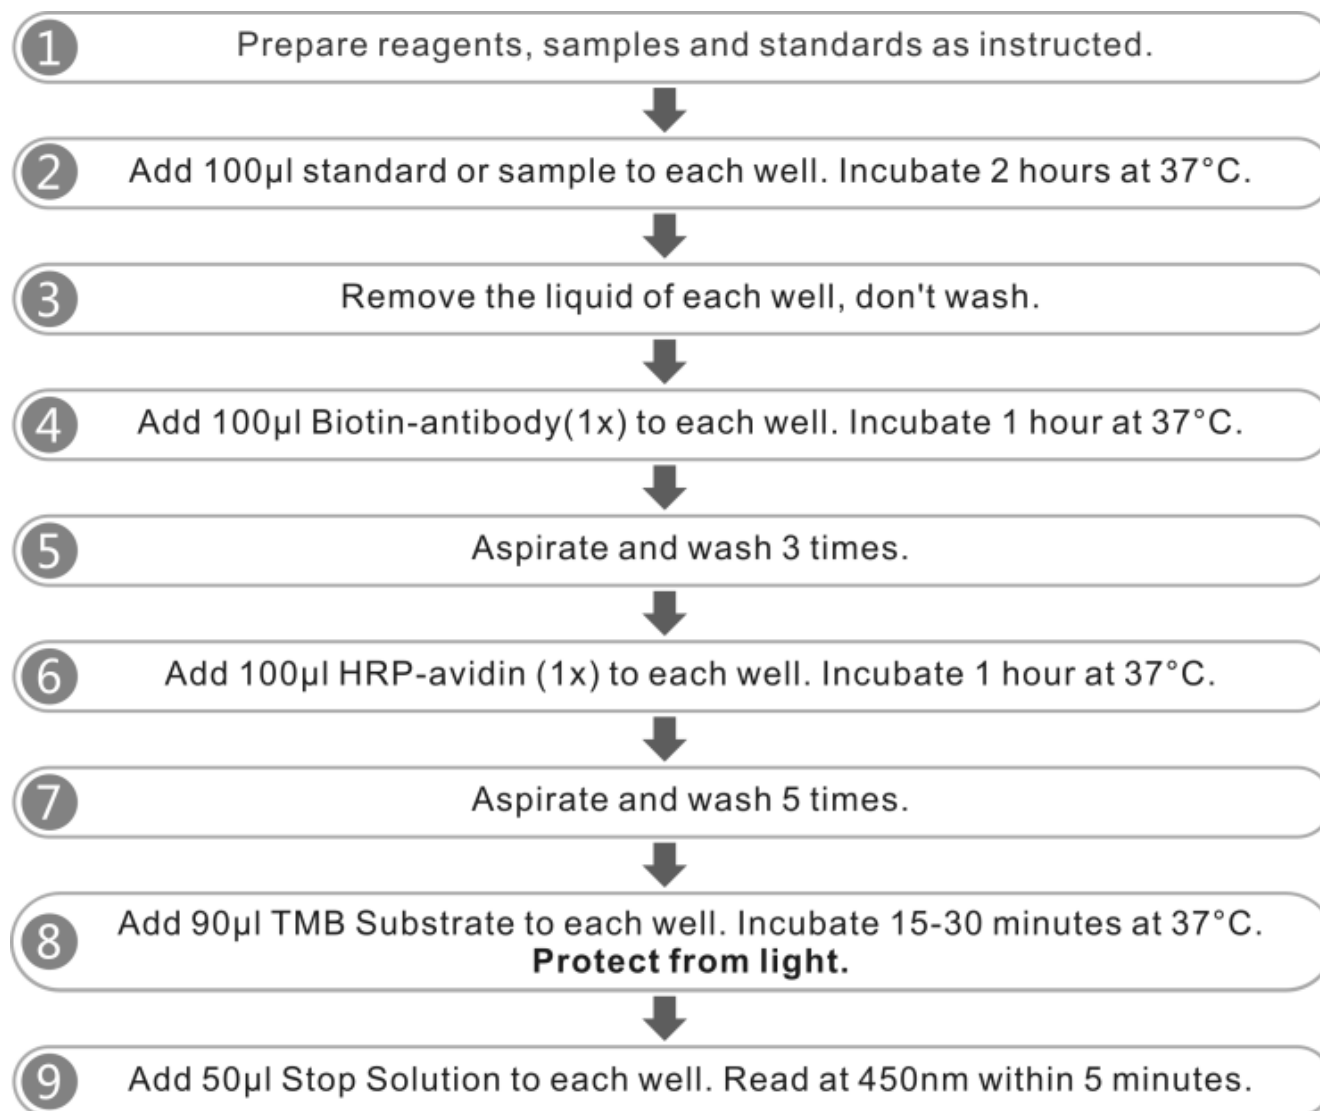 1 Prepare reagents, samples and standards as instructed.
2 Add 100μl standard or sample to each well. Incubate 2 hours at 37°C.
3 Remove the liquid of each well, don't wash.
4 Add 100μl Biotin-antibody(1x) to each well. Incubate 1 hour at 37°C.
5 Aspirate and wash 3 times.
6 Add 100μl HRP-avidin (1x) to each well. Incubate 1 hour at 37°C.
7 Aspirate and wash 5 times.
8 Add 90μl TMB Substrate to each well. Incubate 15-30 minutes at 37°C.
Protect from light.
9 Add 50μl Stop Solution to each well. Read at 450nm within 5 minutes.